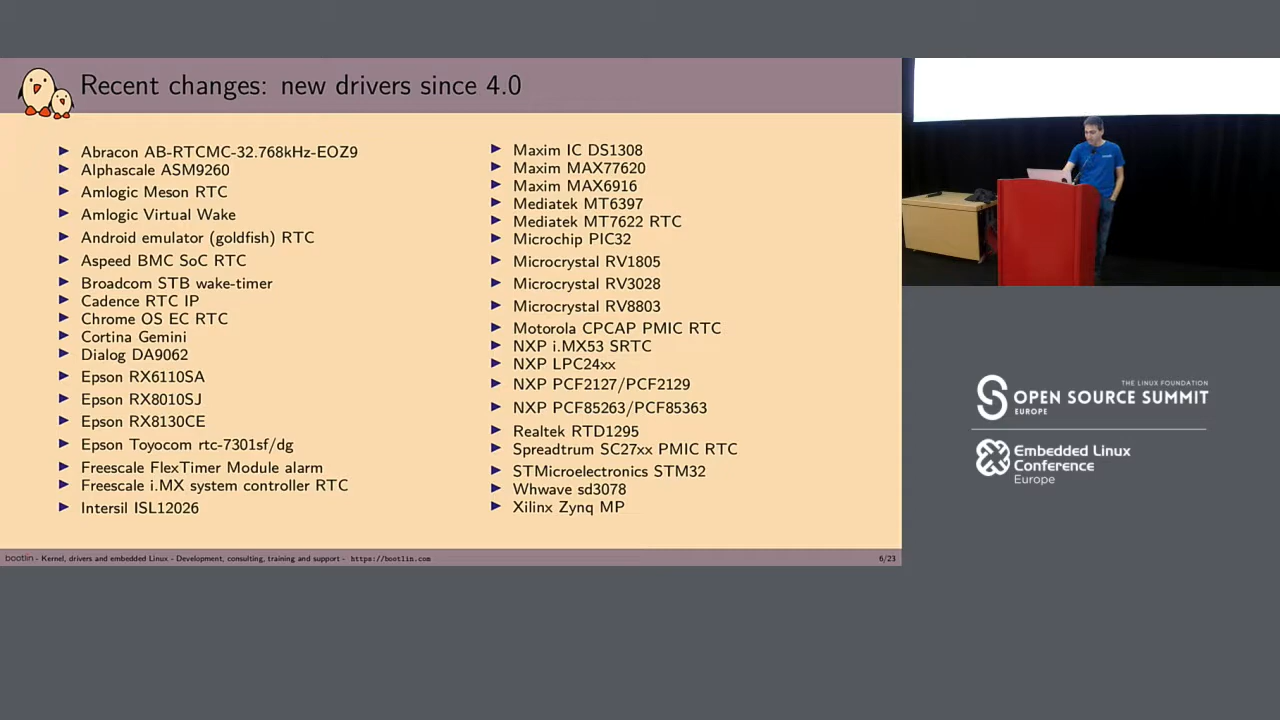 Recent changes: new drivers since 4.0
Abracon AB-RTCMC-32.768kHz-EOZ9
Alphascale ASM9260
Amlogic Meson RTC
Amlogic Virtual Wake
Android emulator (goldfish) RTC
Aspeed BMC SoC RTC
Broadcom STB wake-timer
Cadence RTC IP
Chrome OS EC RTC
Cortina Gemini
Dialog DA9062
Epson RX6110SA
Epson RX8010SJ
Epson RX8130CE
Epson Toyocom rtc-7301sf/dg
Freescale FlexTimer Module alarm
Freescale i.MX system controller RTC
Intersil ISL12026
Maxim IC DS1308
Maxim MAX77620
Maxim MAX6916
Mediatek MT6397
Mediatek MT7622 RTC
Microchip PIC32
Microcrystal RV1805
Microcrystal RV3028
Microcrystal RV8803
Motorola CPCAP PMIC RTC
NXP i.MX53 SRTC
NXP LPC24xx
NXP PCF2127/PCF2129
NXP PCF85263/PCF85363
Realtek RTD1295
Spreadtrum SC27xx PMIC RTC
STMicroelectronics STM32
Whwave sd3078
Xilinx Zynq MP
bootlin - Kernel, drivers and embedded Linux - Development, consulting, training and support - https://bootlin.com
6/23
THE LINUX FOUNDATION
OPEN SOURCE SUMMIT
EUROPE
Embedded Linux
Conference
Europe